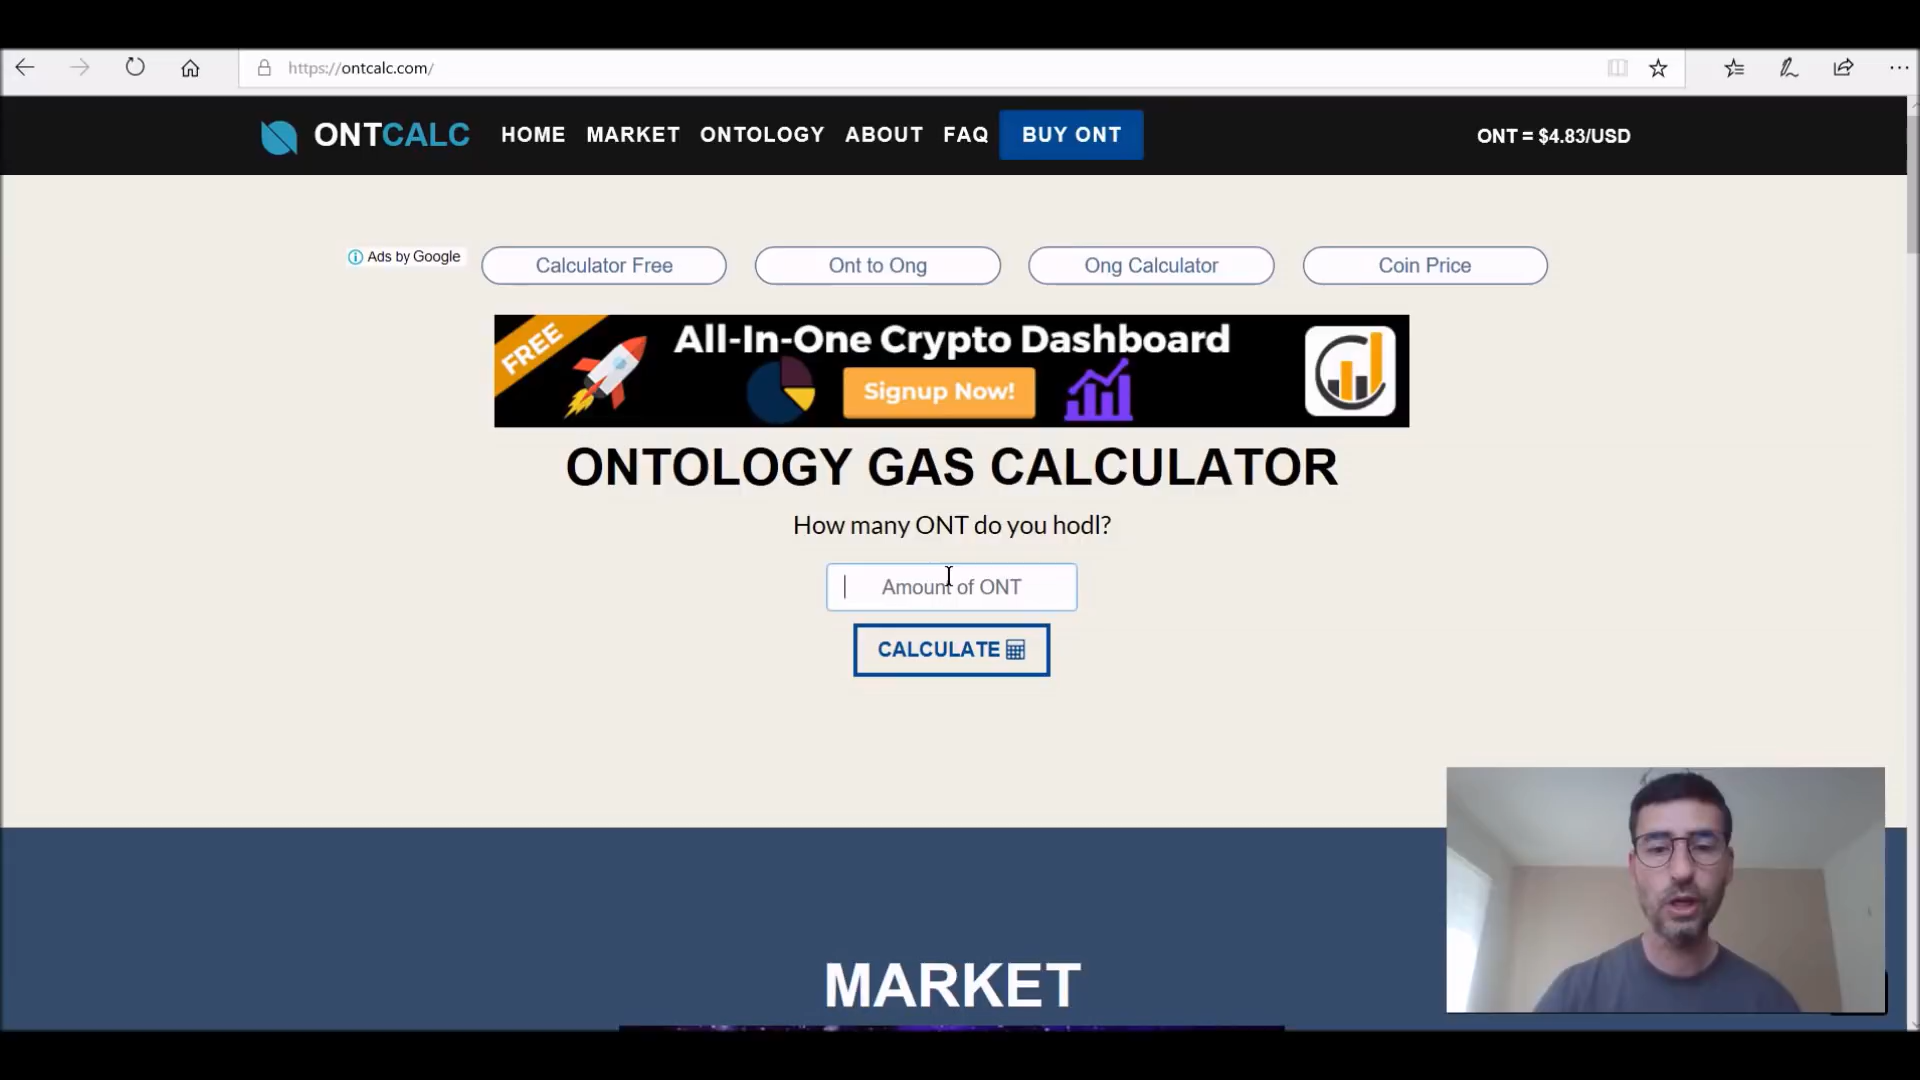 https://ontcalc.com/
ONTCALC HOME MARKET ONTOLOGY ABOUT FAQ BUY ONT ONT = $4.83/USD
Ads by Google Calculator Free Ont to Ong Ong Calculator Coin Price
FREE All-In-One Crypto Dashboard
Signup Now!
ONTOLOGY GAS CALCULATOR
How many ONT do you hodl?
Amount of ONT
CALCULATE
MARKET